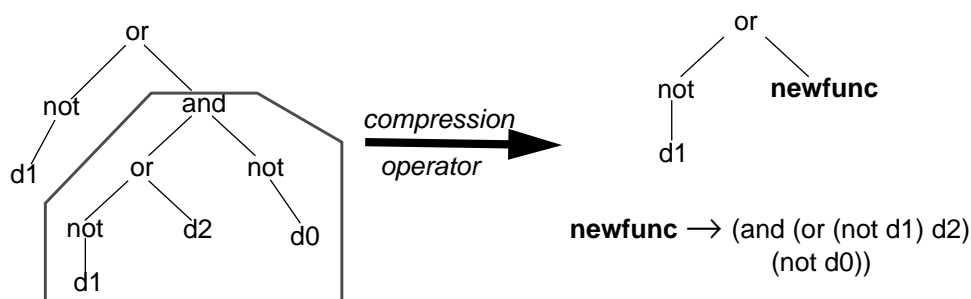 or
not
and
d1
or
not
not
d2
d0
d1
compression
operator
or
not
newfunc
d1
newfunc → (and (or (not d1) d2)
(not d0))